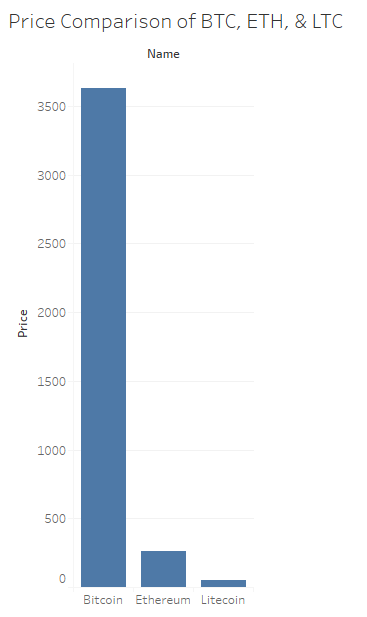 Price Comparison of BTC, ETH, & LTC
Name
3500
3000
2500
2000
1500
1000
500
0
Price
Bitcoin Ethereum Litecoin